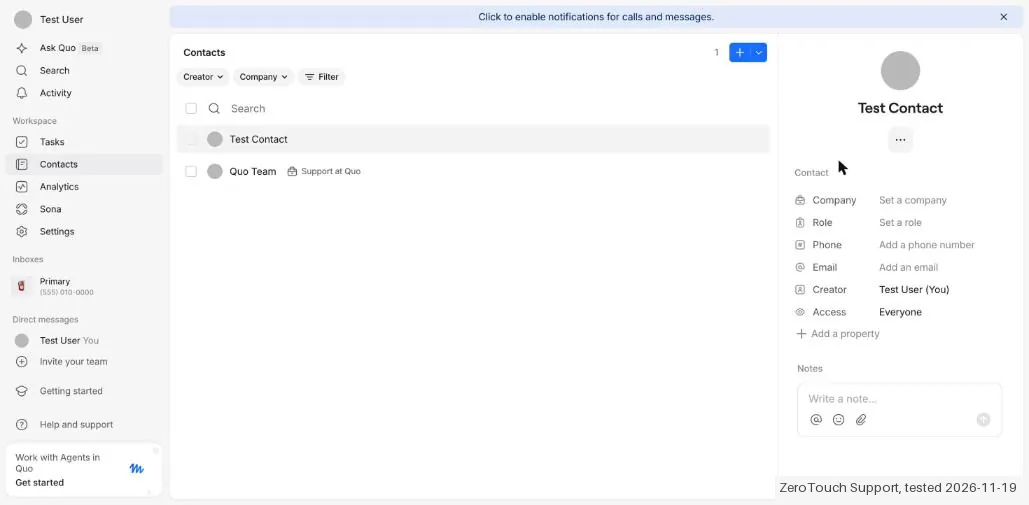 Test User
Ask Quo Beta
Search
Activity
Workspace
Tasks
Contacts
Analytics
Sona
Settings
Inboxes
Primary
(555) 010-0000
Direct messages
Test User You
Invite your team
Getting started
Help and support
Work with Agents in
Quo
Get started
Click to enable notifications for calls and messages.
Contacts
1
Creator
Company
Filter
Search
Test Contact
Quo Team
Support at Quo
Test Contact
Contact
Company Set a company
Role Set a role
Phone Add a phone number
Email Add an email
Creator Test User (You)
Access Everyone
Add a property
Notes
Write a note...
ZeroTouch Support, tested 2026-11-19